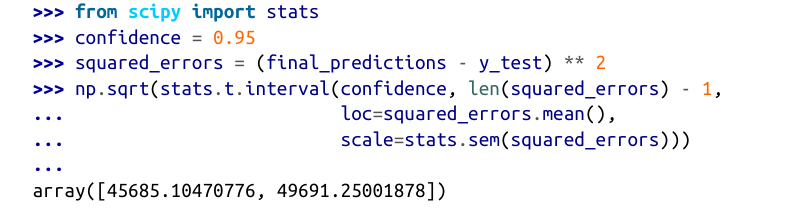 >>> from scipy import stats
>>> confidence = 0.95
>>> squared_errors = (final_predictions - y_test) ** 2
>>> np.sqrt(stats.t.interval(confidence, len(squared_errors) - 1,
...                          loc=squared_errors.mean(),
...                          scale=stats.sem(squared_errors)))
...
array([45685.10470776, 49691.25001878])